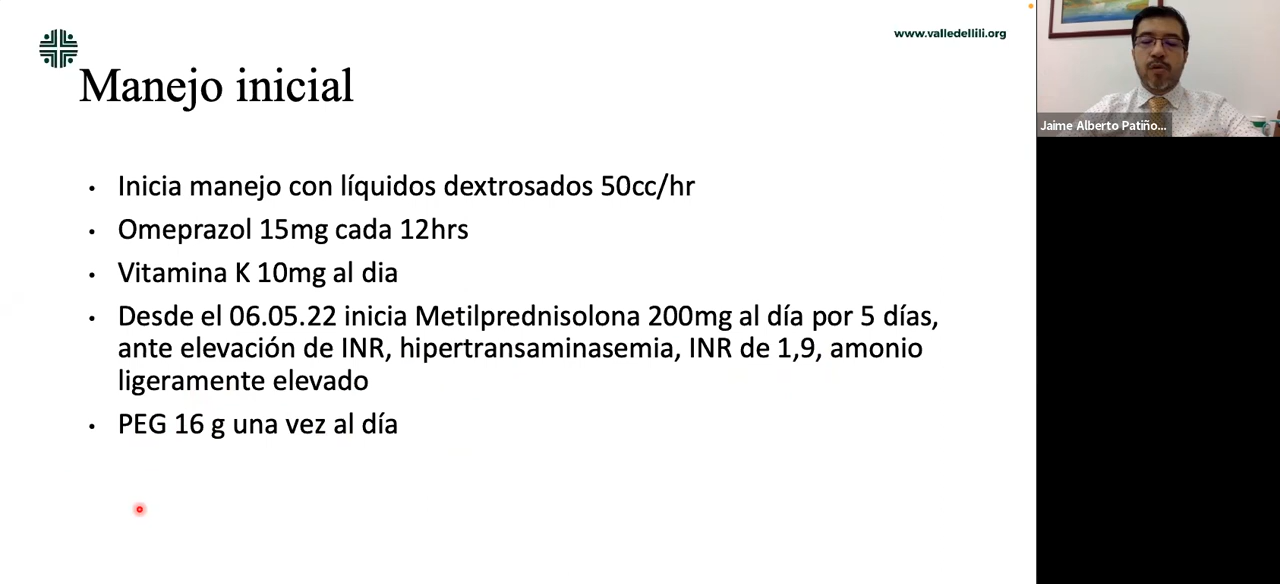 www.valledellili.org
Manejo inicial
• Inicia manejo con líquidos dextrosados 50cc/hr
• Omeprazol 15mg cada 12hrs
• Vitamina K 10mg al dia
• Desde el 06.05.22 inicia Metilprednisolona 200mg al día por 5 días,
ante elevación de INR, hipertransaminasemia, INR de 1,9, amonio
ligeramente elevado
• PEG 16 g una vez al día
Jaime Alberto Patiño...